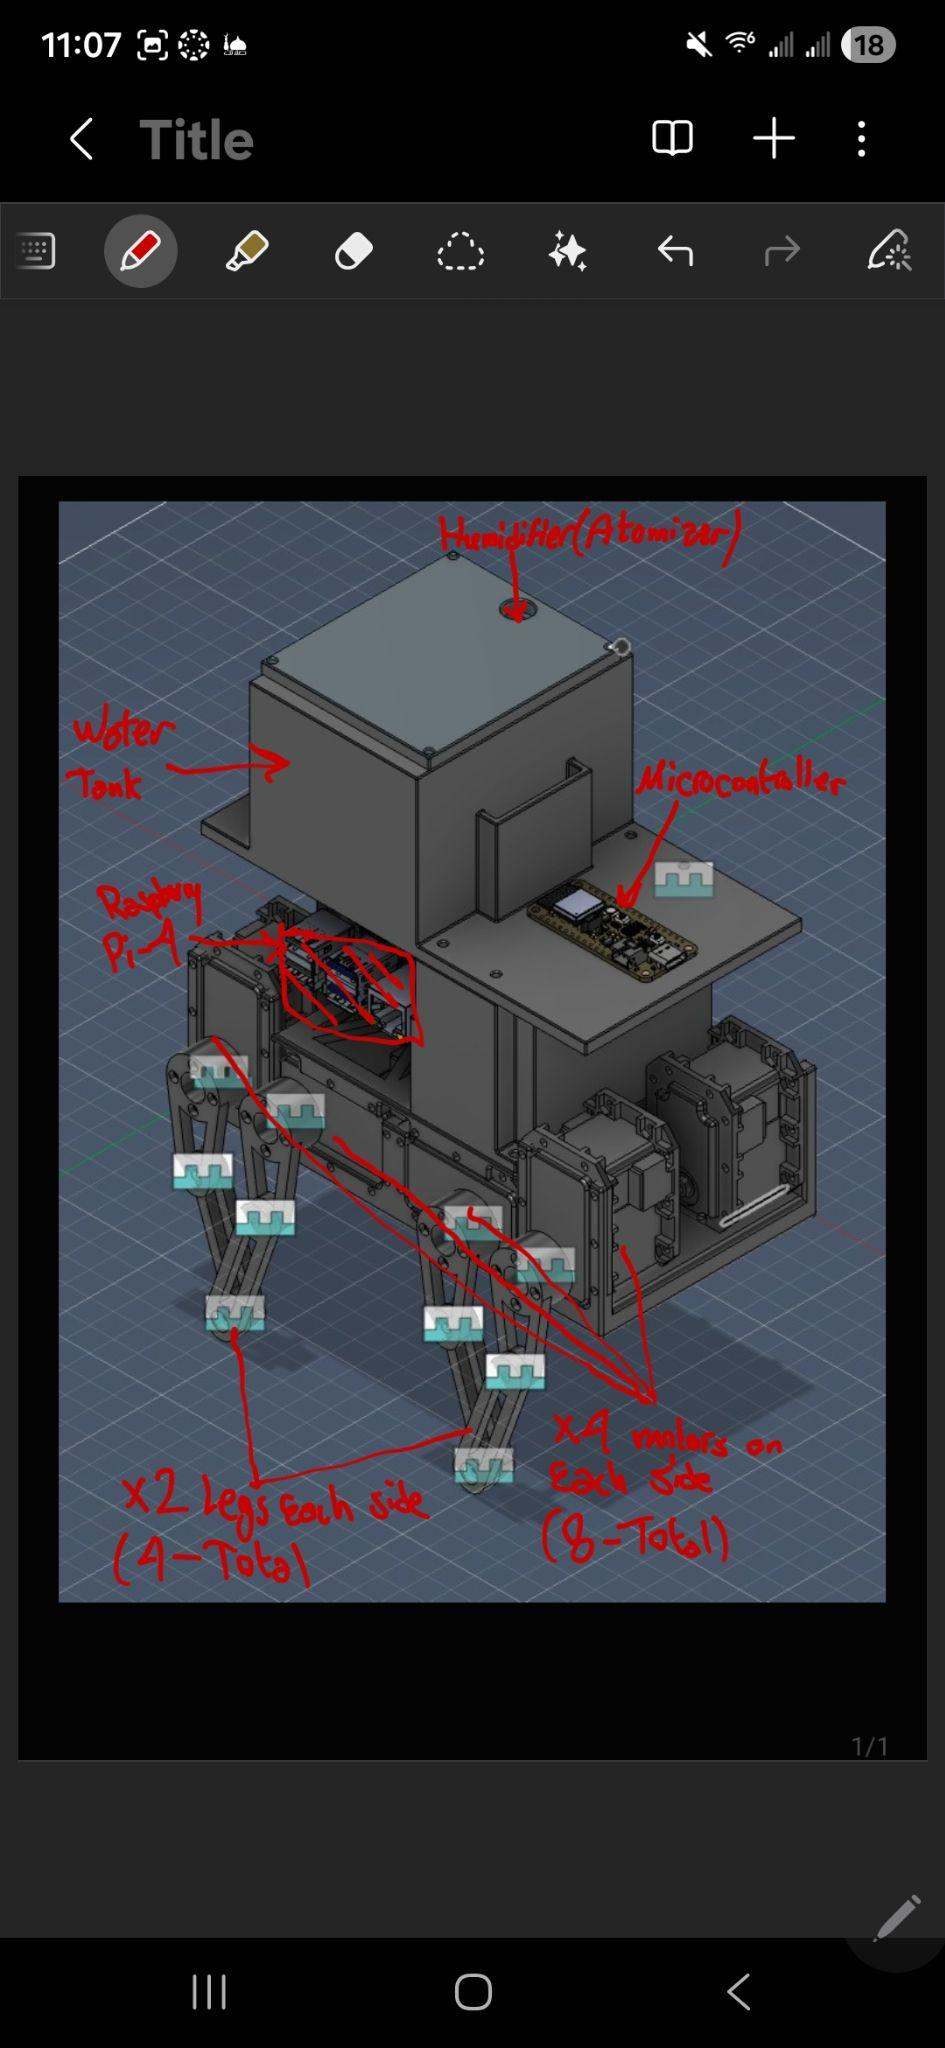 11:07
18
Title
Humidifier(Atomizer)
Water
Tank
Microcontroller
Raspbury
Pi-4
x4 motors on
Each side
(8-Total)
x2 Legs Each side
(4-Total
1/1